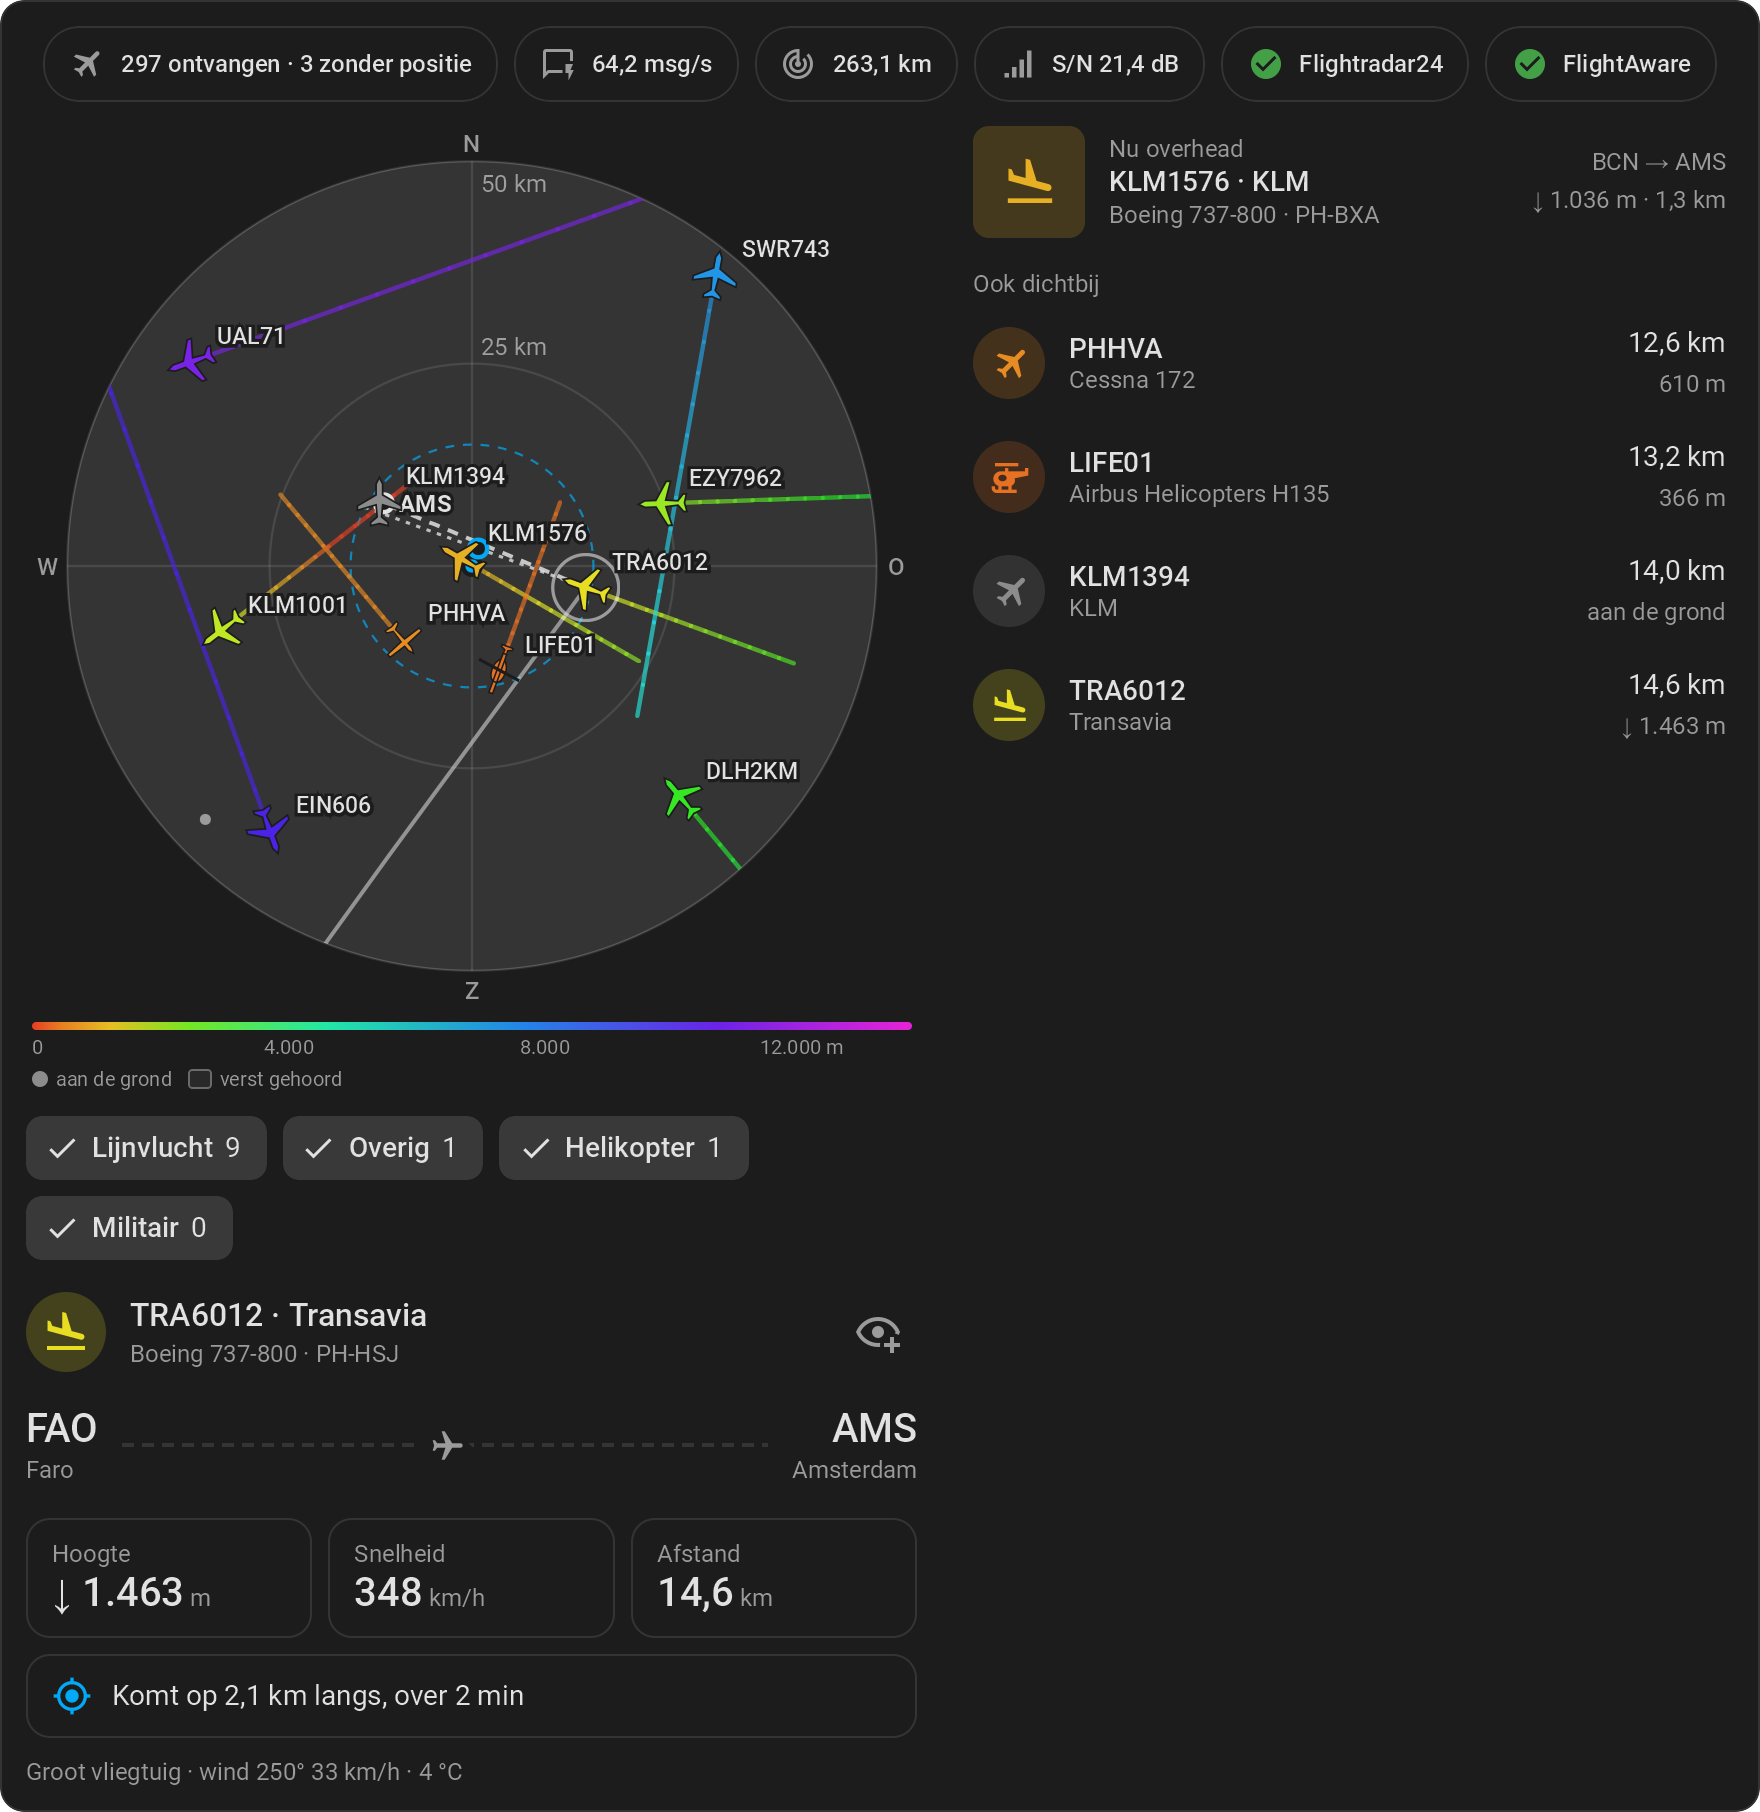 297 ontvangen · 3 zonder positie
64,2 msg/s
263,1 km
S/N 21,4 dB
Flightradar24
FlightAware
N
50 km
25 km
W
O
Z
SWR743
UAL71
KLM1394
AMS
EZY7962
KLM1576
TRA6012
KLM1001
PHHVA
LIFE01
DLH2KM
EIN606
0
4.000
8.000
12.000 m
aan de grond
verst gehoord
Lijnvlucht 9
Overig 1
Helikopter 1
Militair 0
TRA6012 · Transavia
Boeing 737-800 · PH-HSJ
FAO
Faro
AMS
Amsterdam
Hoogte
↓ 1.463 m
Snelheid
348 km/h
Afstand
14,6 km
Komt op 2,1 km langs, over 2 min
Groot vliegtuig · wind 250° 33 km/h · 4 °C
Nu overhead
KLM1576 · KLM
Boeing 737-800 · PH-BXA
BCN → AMS
↓ 1.036 m · 1,3 km
Ook dichtbij
PHHVA
Cessna 172
12,6 km
610 m
LIFE01
Airbus Helicopters H135
13,2 km
366 m
KLM1394
KLM
14,0 km
aan de grond
TRA6012
Transavia
14,6 km
↓ 1.463 m